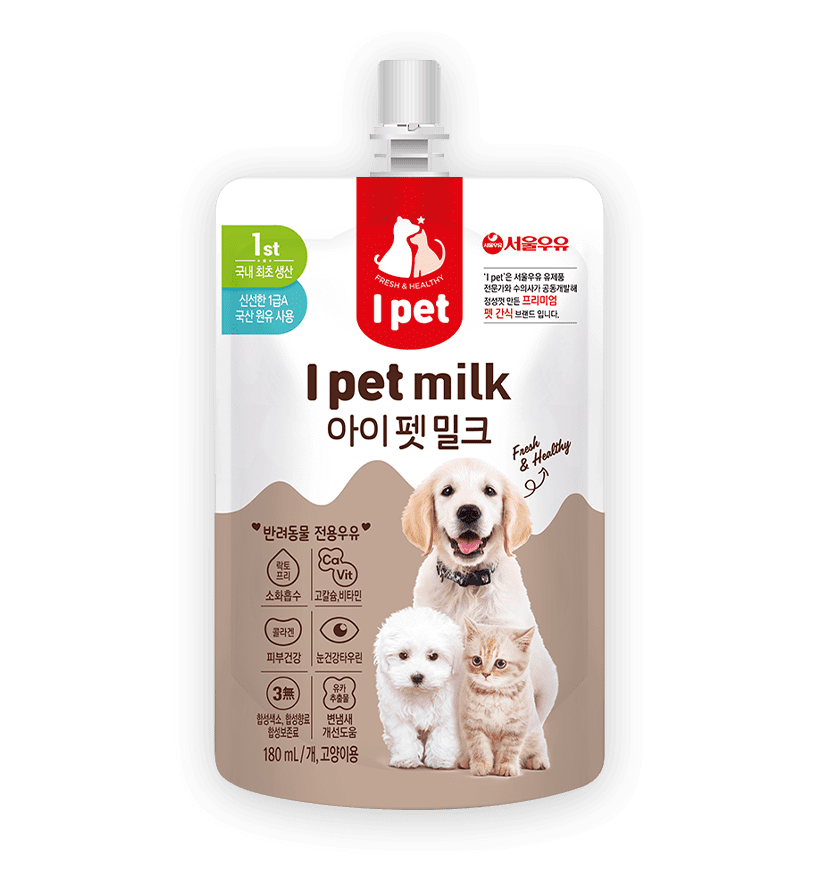 1st
국내 최초 생산
신선한 1급A
국산 원유 사용
FRESH & HEALTHY
I pet
서울우유 서울우유
'I pet'은 서울우유 유제품
전문가와 수의사가 공동개발해
정성껏 만든 프리미엄
펫 간식 브랜드 입니다.
I pet milk
아이 펫 밀크
Fresh
& Healthy
반려동물 전용우유
락토
프리
소화흡수
Ca
Vit
고칼슘,비타민
콜라겐
피부건강
눈건강타우린
3無
합성색소, 합성향료
합성보존료
유카
추출물
변냄새
개선도움
180 mL / 개, 고양이용